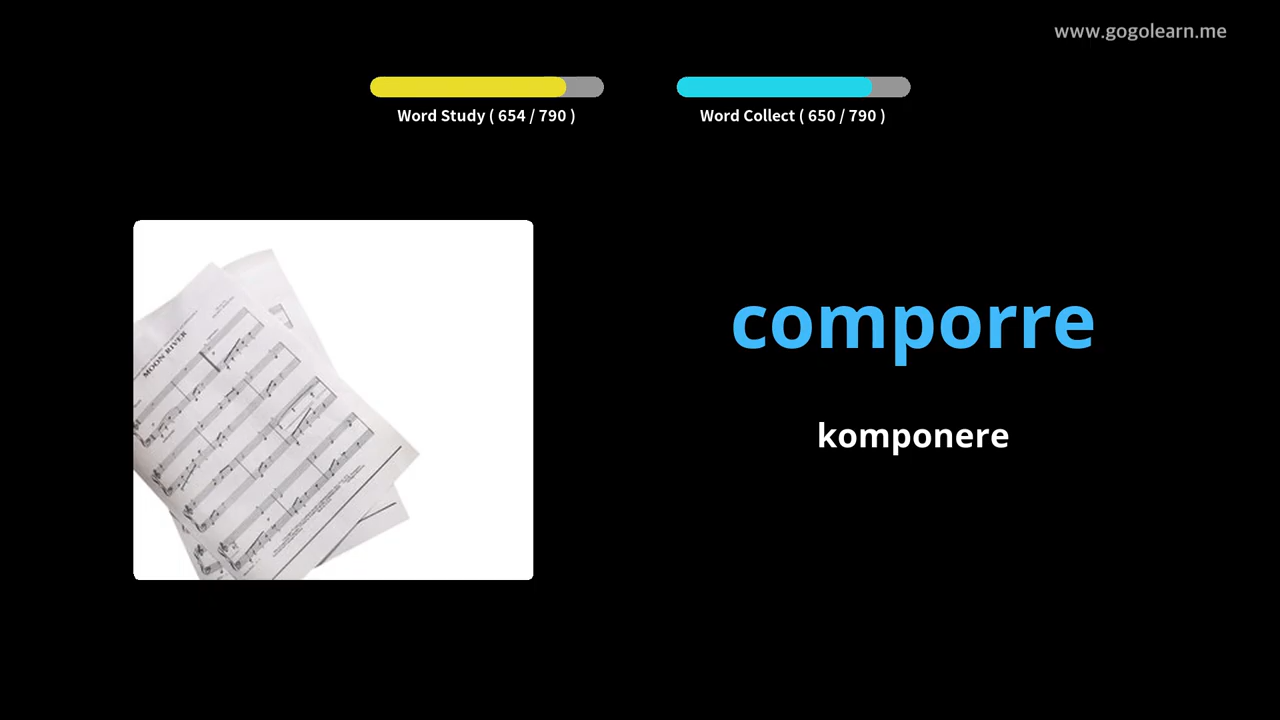 www.gogolearn.me
Word Study ( 654 / 790 )
Word Collect ( 650 / 790 )
MOON RIVER
comporre
komponere